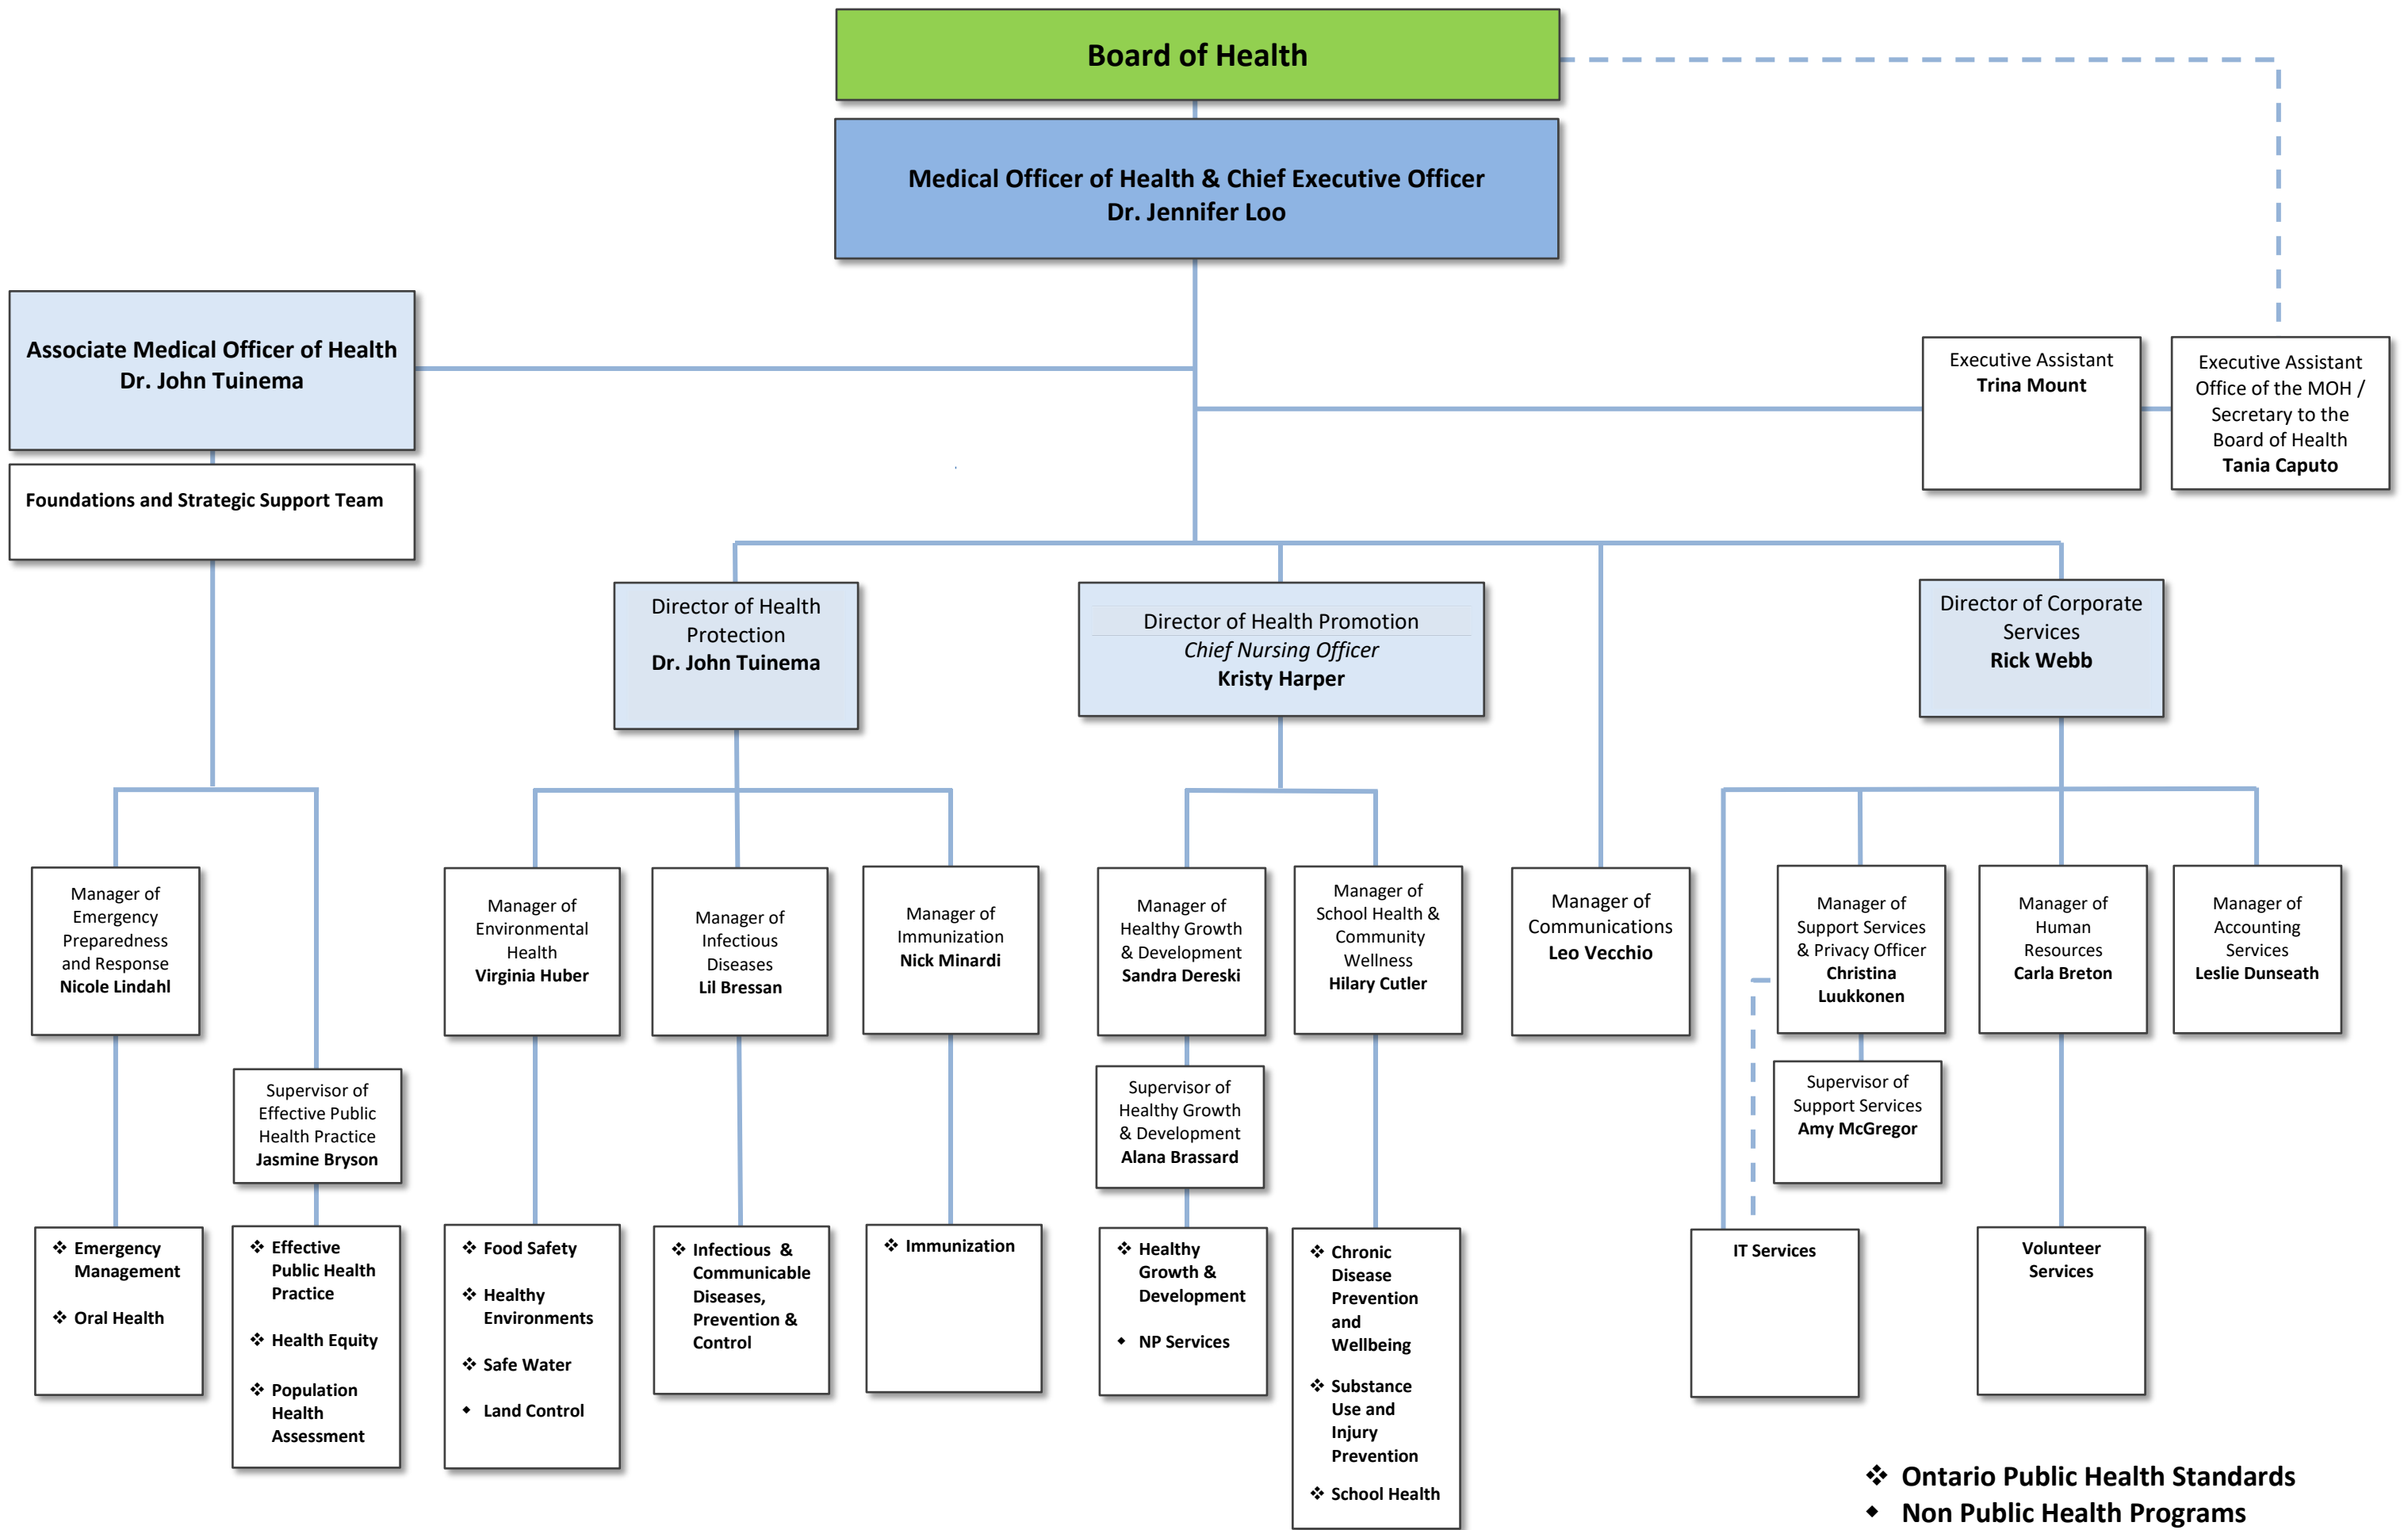 Board of Health
Medical Officer of Health & Chief Executive Officer
Dr. Jennifer Loo
Associate Medical Officer of Health
Dr. John Tuinema
Foundations and Strategic Support Team
Executive Assistant
Trina Mount
Executive Assistant
Office of the MOH /
Secretary to the
Board of Health
Tania Caputo
Director of Health
Protection
Dr. John Tuinema
Director of Health Promotion
Chief Nursing Officer
Kristy Harper
Director of Corporate
Services
Rick Webb
Manager of
Emergency
Preparedness
and Response
Nicole Lindahl
Supervisor of
Effective Public
Health Practice
Jasmine Bryson
Manager of
Environmental
Health
Virginia Huber
Manager of
Infectious
Diseases
Lil Bressan
Manager of
Immunization
Nick Minardi
Manager of
Healthy Growth
& Development
Sandra Dereski
Manager of
School Health &
Community
Wellness
Hilary Cutler
Manager of
Communications
Leo Vecchio
Manager of
Support Services
& Privacy Officer
Christina
Luukkonen
Manager of
Human
Resources
Carla Breton
Manager of
Accounting
Services
Leslie Dunseath
Supervisor of
Healthy Growth
& Development
Alana Brassard
Supervisor of
Support Services
Amy McGregor
❖ Emergency
Management
❖ Oral Health
❖ Effective
Public Health
Practice
❖ Health Equity
❖ Population
Health
Assessment
❖ Food Safety
❖ Healthy
Environments
❖ Safe Water
⬥ Land Control
❖ Infectious &
Communicable
Diseases,
Prevention &
Control
❖ Immunization
❖ Healthy
Growth &
Development
⬥ NP Services
❖ Chronic
Disease
Prevention
and
Wellbeing
❖ Substance
Use and
Injury
Prevention
❖ School Health
IT Services
Volunteer
Services
❖ Ontario Public Health Standards
⬥ Non Public Health Programs